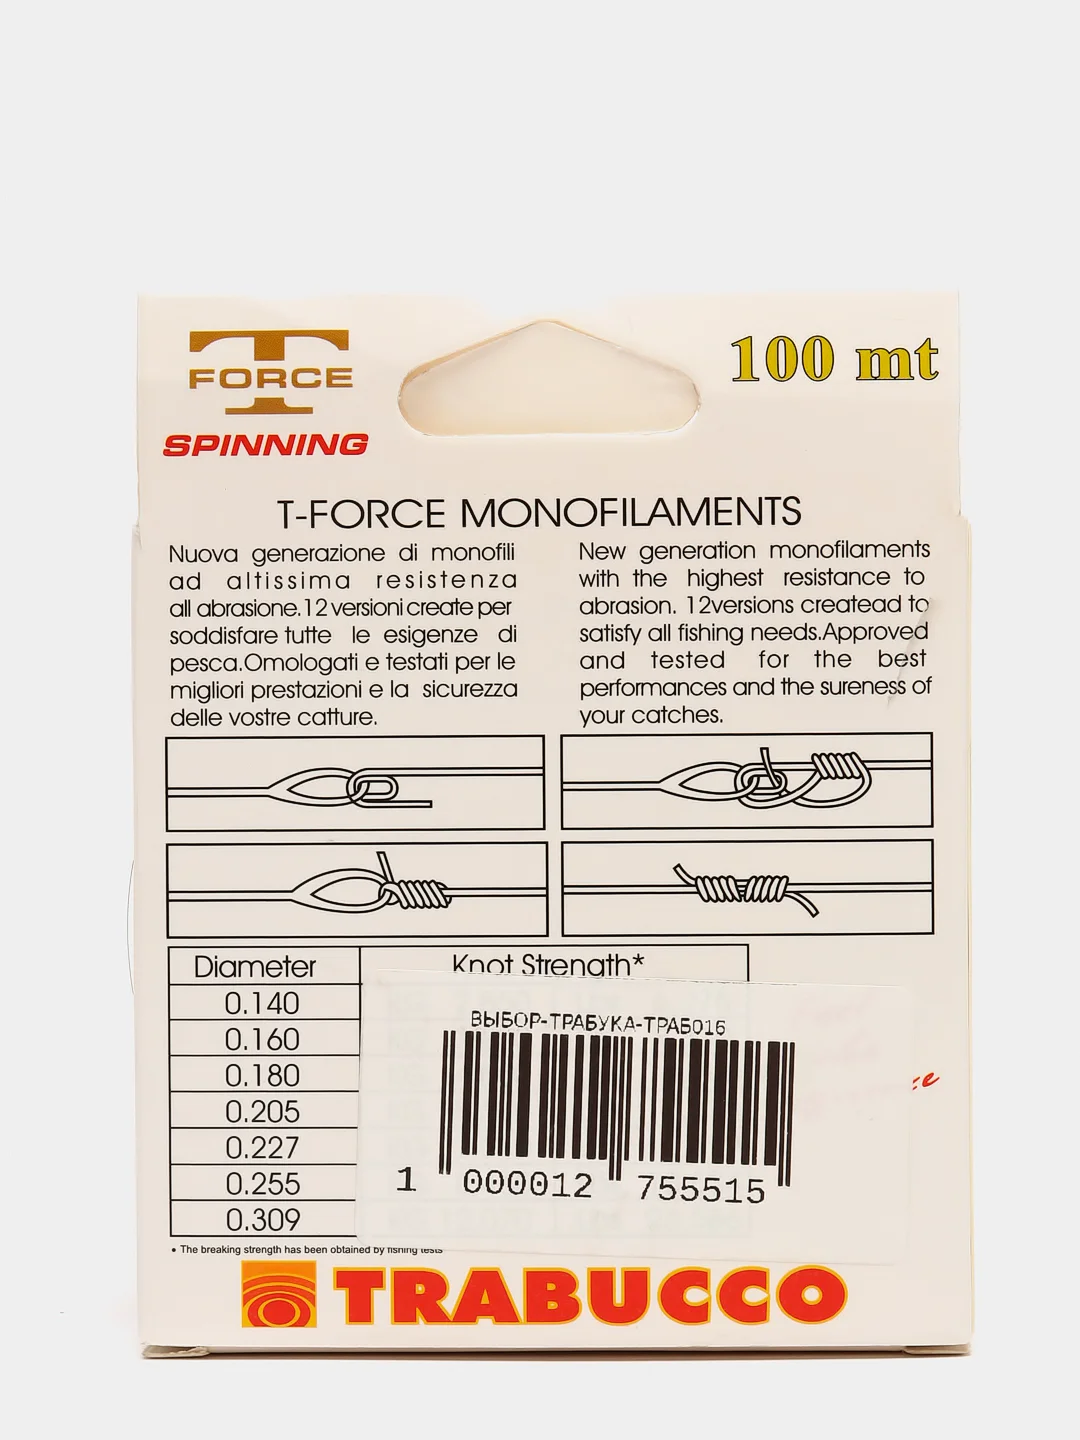 T
FORCE
SPINNING
100 mt
T-FORCE MONOFILAMENTS
Nuova generazione di monofili
ad altissima resistenza
all abrasione.12 versioni create per
soddisfare tutte le esigenze di
pesca.Omologati e testati per le
migliori prestazioni e la sicurezza
delle vostre catture.
New generation monofilaments
with the highest resistance to
abrasion. 12versions createad to
satisfy all fishing needs.Approved
and tested for the best
performances and the sureness of
your catches.
Diameter Knot Strength*
0.140
0.160
0.180
0.205
0.227
0.255
0.309
ВЫБОР-ТРАБУКА-ТРАБ016
1 000012 755515
• The breaking strength has been obtained by fishing tests
TRABUCCO